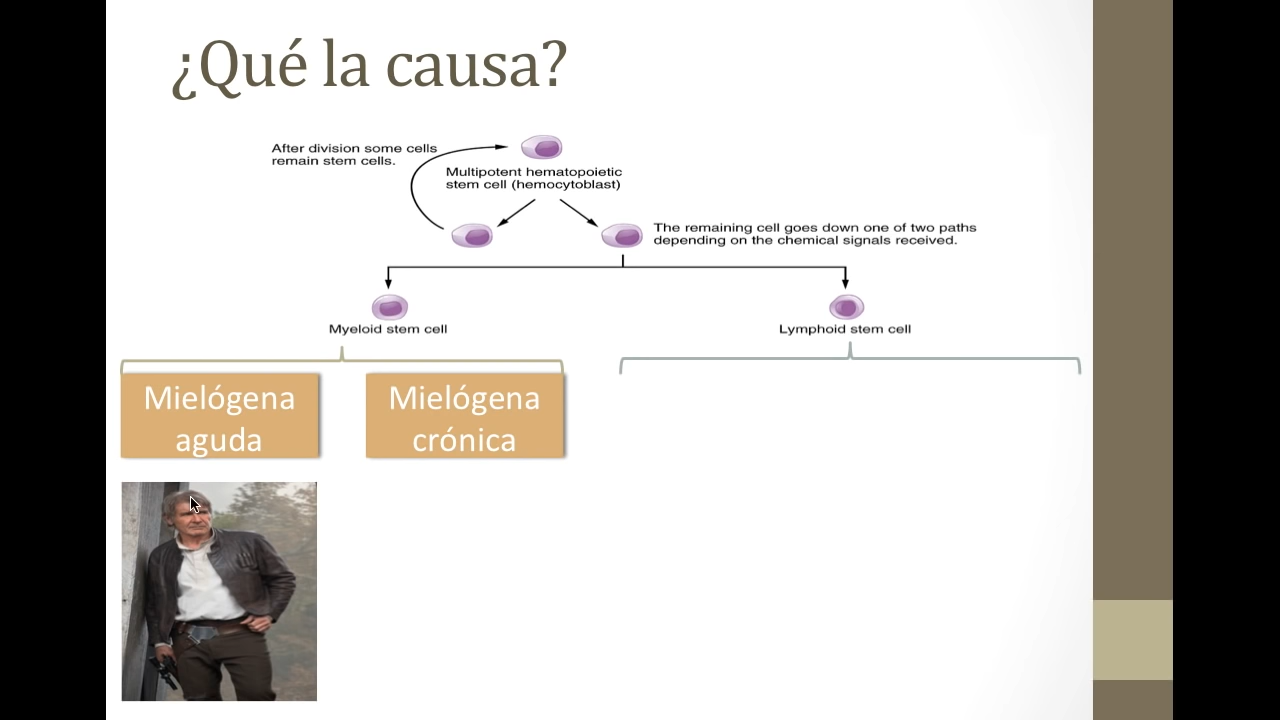 ¿Qué la causa?
After division some cells
remain stem cells.
Multipotent hematopoietic
stem cell (hemocytoblast)
The remaining cell goes down one of two paths
depending on the chemical signals received.
Myeloid stem cell
Lymphoid stem cell
Mielógena
aguda
Mielógena
crónica